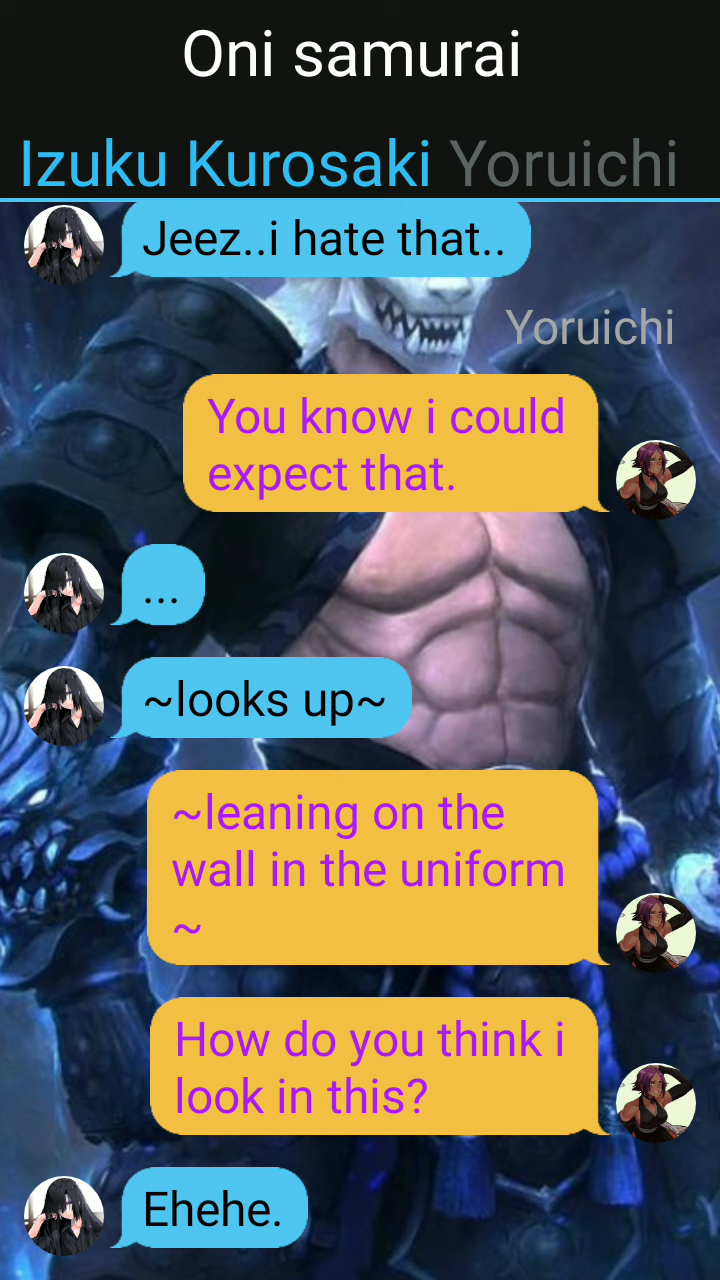 Oni samurai
Izuku Kurosaki Yoruichi
Jeez..i hate that..
Yoruichi
You know i could
expect that.
...
~looks up~
~leaning on the
wall in the uniform
~
How do you think i
look in this?
Ehehe.